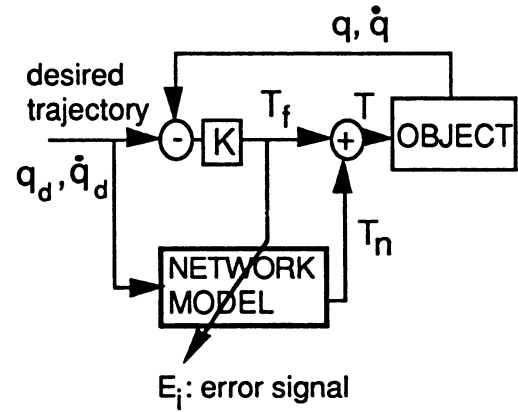 q, q̇
desired
trajectory
T_f
T
- K + OBJECT
q_d, q̇_d
T_n
NETWORK
MODEL
E_i: error signal